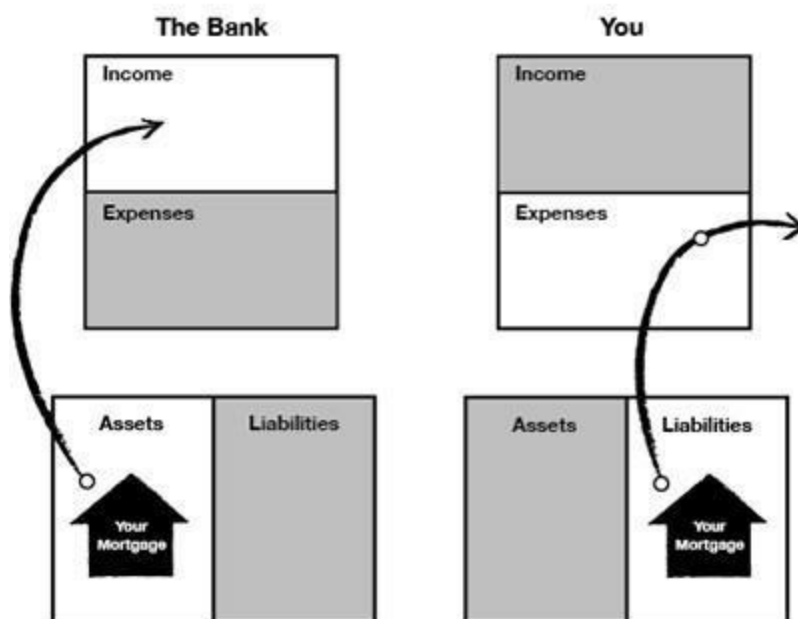 The Bank
Income
Expenses
Assets
Liabilities
Your
Mortgage
You
Income
Expenses
Assets
Liabilities
Your
Mortgage